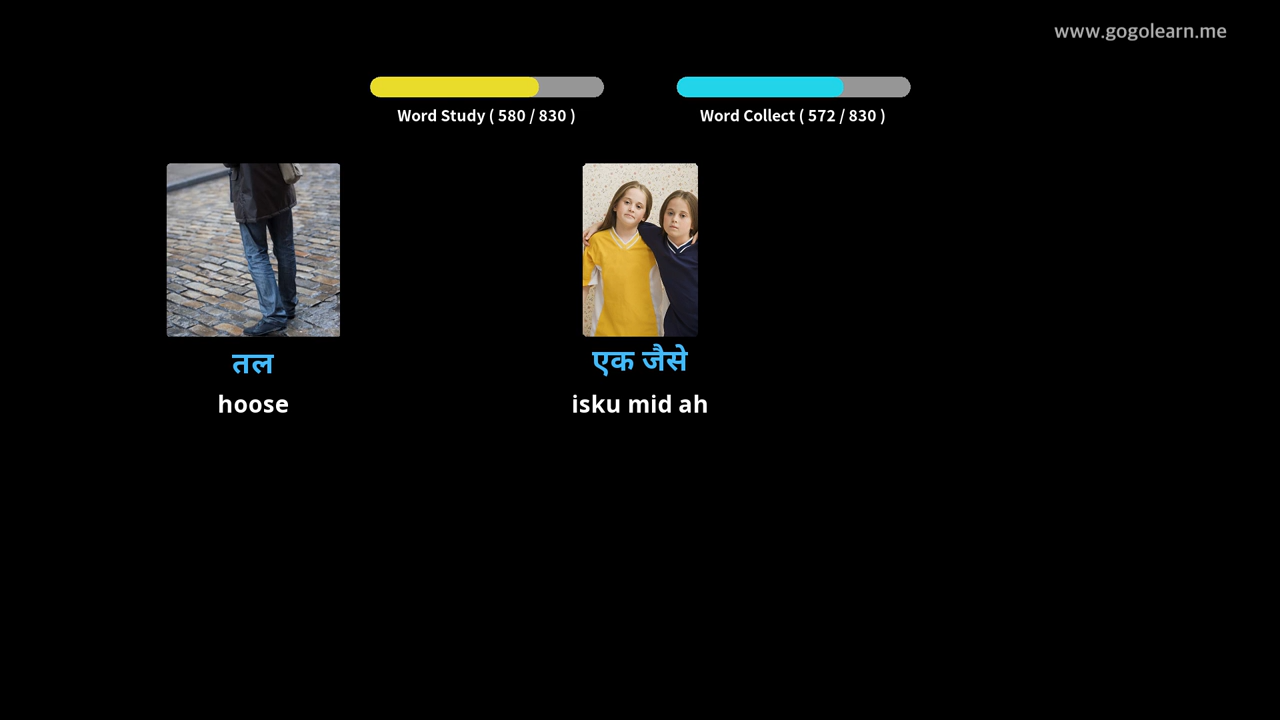 www.gogolearn.me
Word Study ( 580 / 830 )
Word Collect ( 572 / 830 )
तल
एक जैसे
hoose
isku mid ah